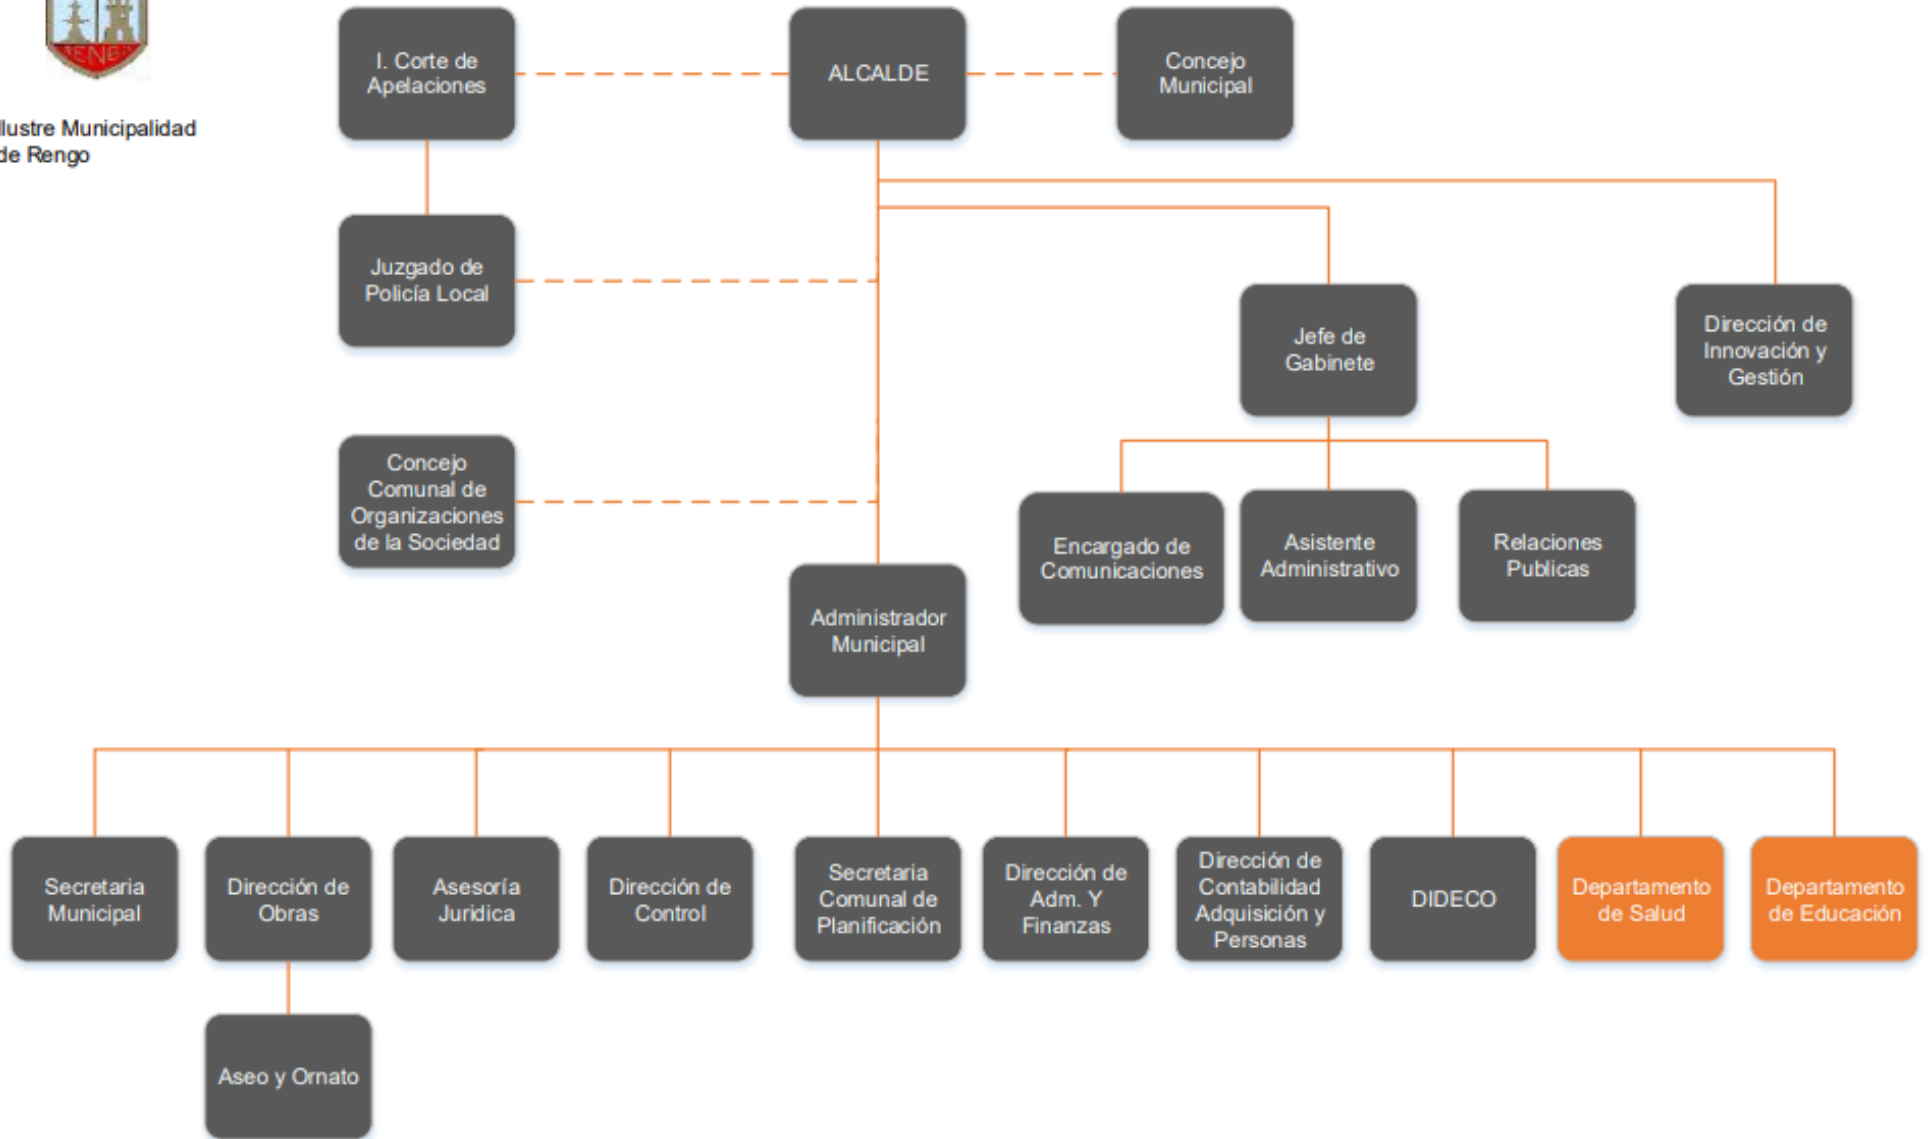 RENGO
Ilustre Municipalidad
de Rengo
I. Corte de
Apelaciones
ALCALDE
Concejo
Municipal
Juzgado de
Policía Local
Jefe de
Gabinete
Dirección de
Innovación y
Gestión
Concejo
Comunal de
Organizaciones
de la Sociedad
Encargado de
Comunicaciones
Asistente
Administrativo
Relaciones
Publicas
Administrador
Municipal
Secretaria
Municipal
Dirección de
Obras
Asesoría
Juridica
Dirección de
Control
Secretaria
Comunal de
Planificación
Dirección de
Adm. Y
Finanzas
Dirección de
Contabilidad
Adquisición y
Personas
DIDECO
Departamento
de Salud
Departamento
de Educación
Aseo y Ornato